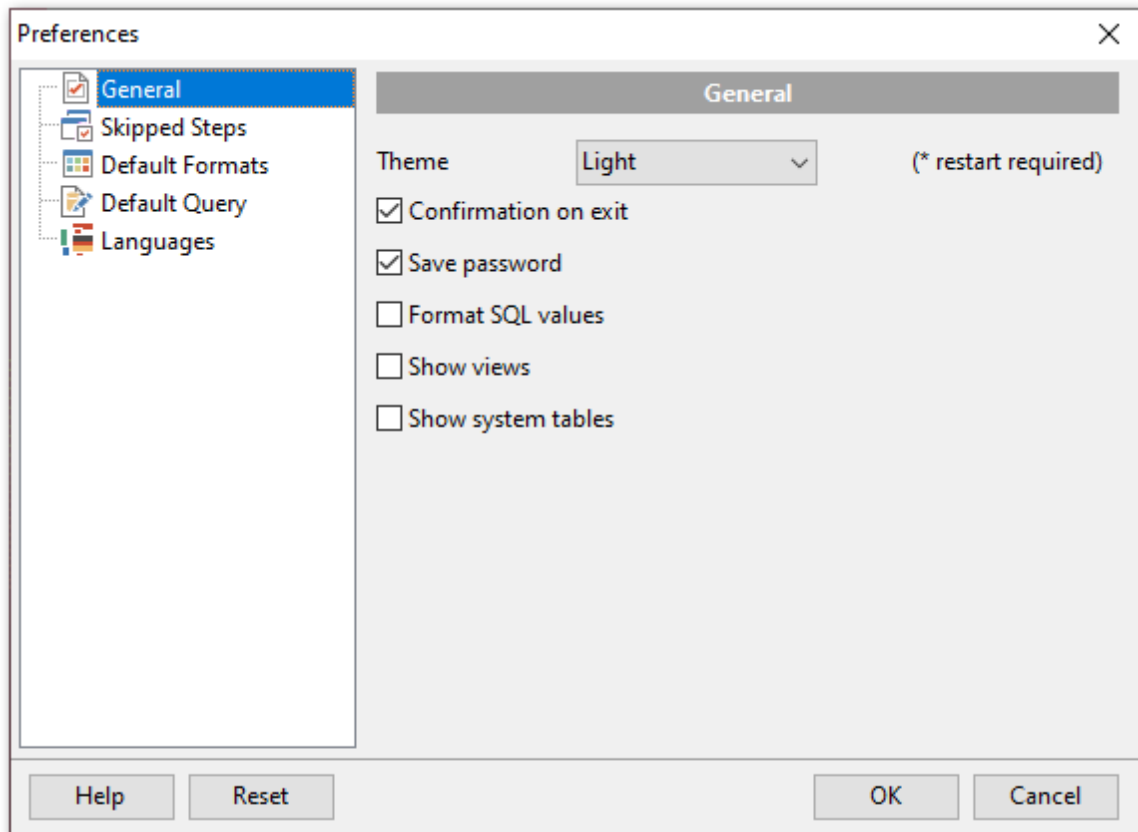 Preferences
General
Skipped Steps
Default Formats
Default Query
Languages
General
Theme Light (* restart required)
Confirmation on exit
Save password
Format SQL values
Show views
Show system tables
Help Reset OK Cancel